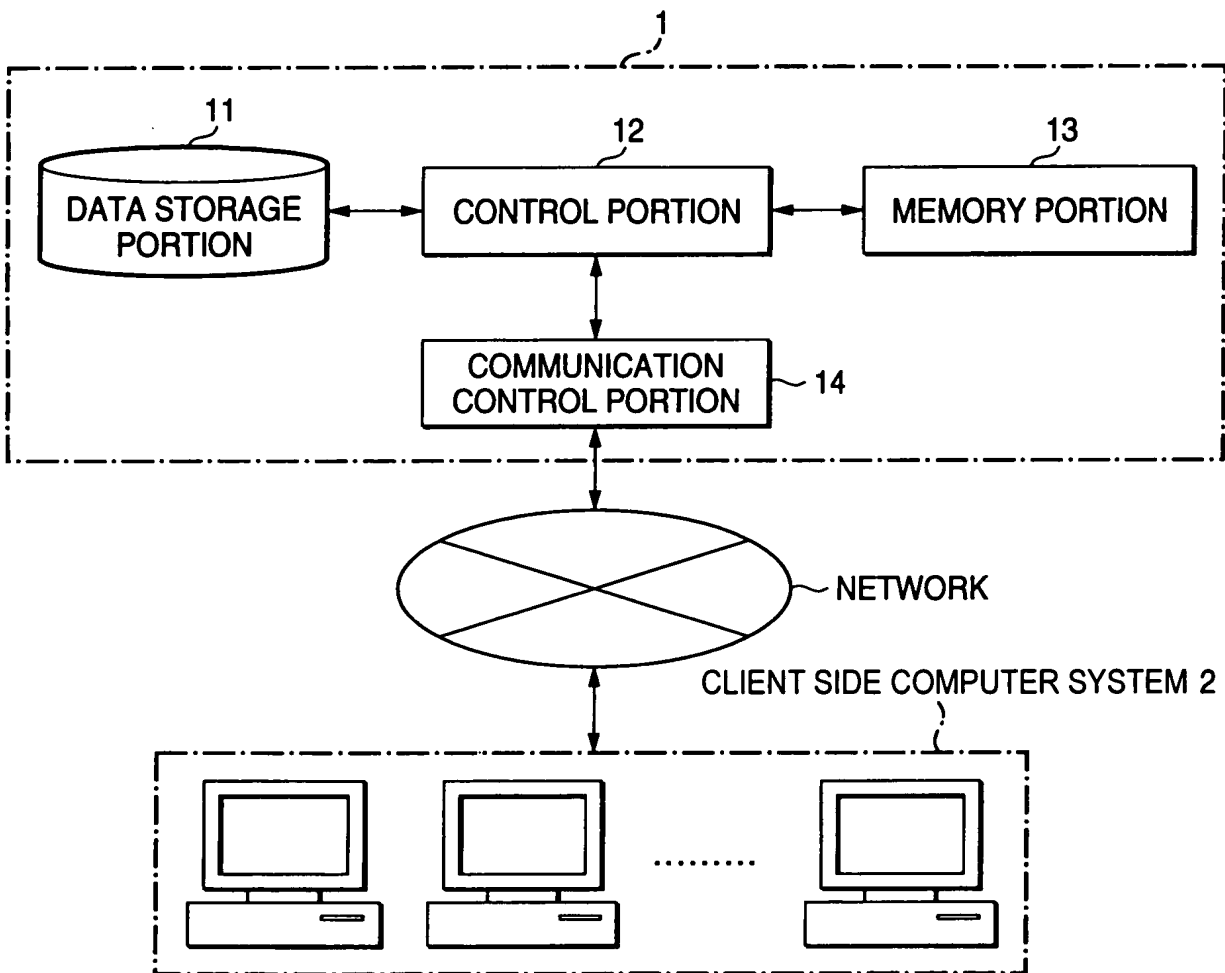 1
11
12
13
DATA STORAGE
PORTION
CONTROL PORTION
MEMORY PORTION
COMMUNICATION
CONTROL PORTION
14
NETWORK
CLIENT SIDE COMPUTER SYSTEM 2
.........